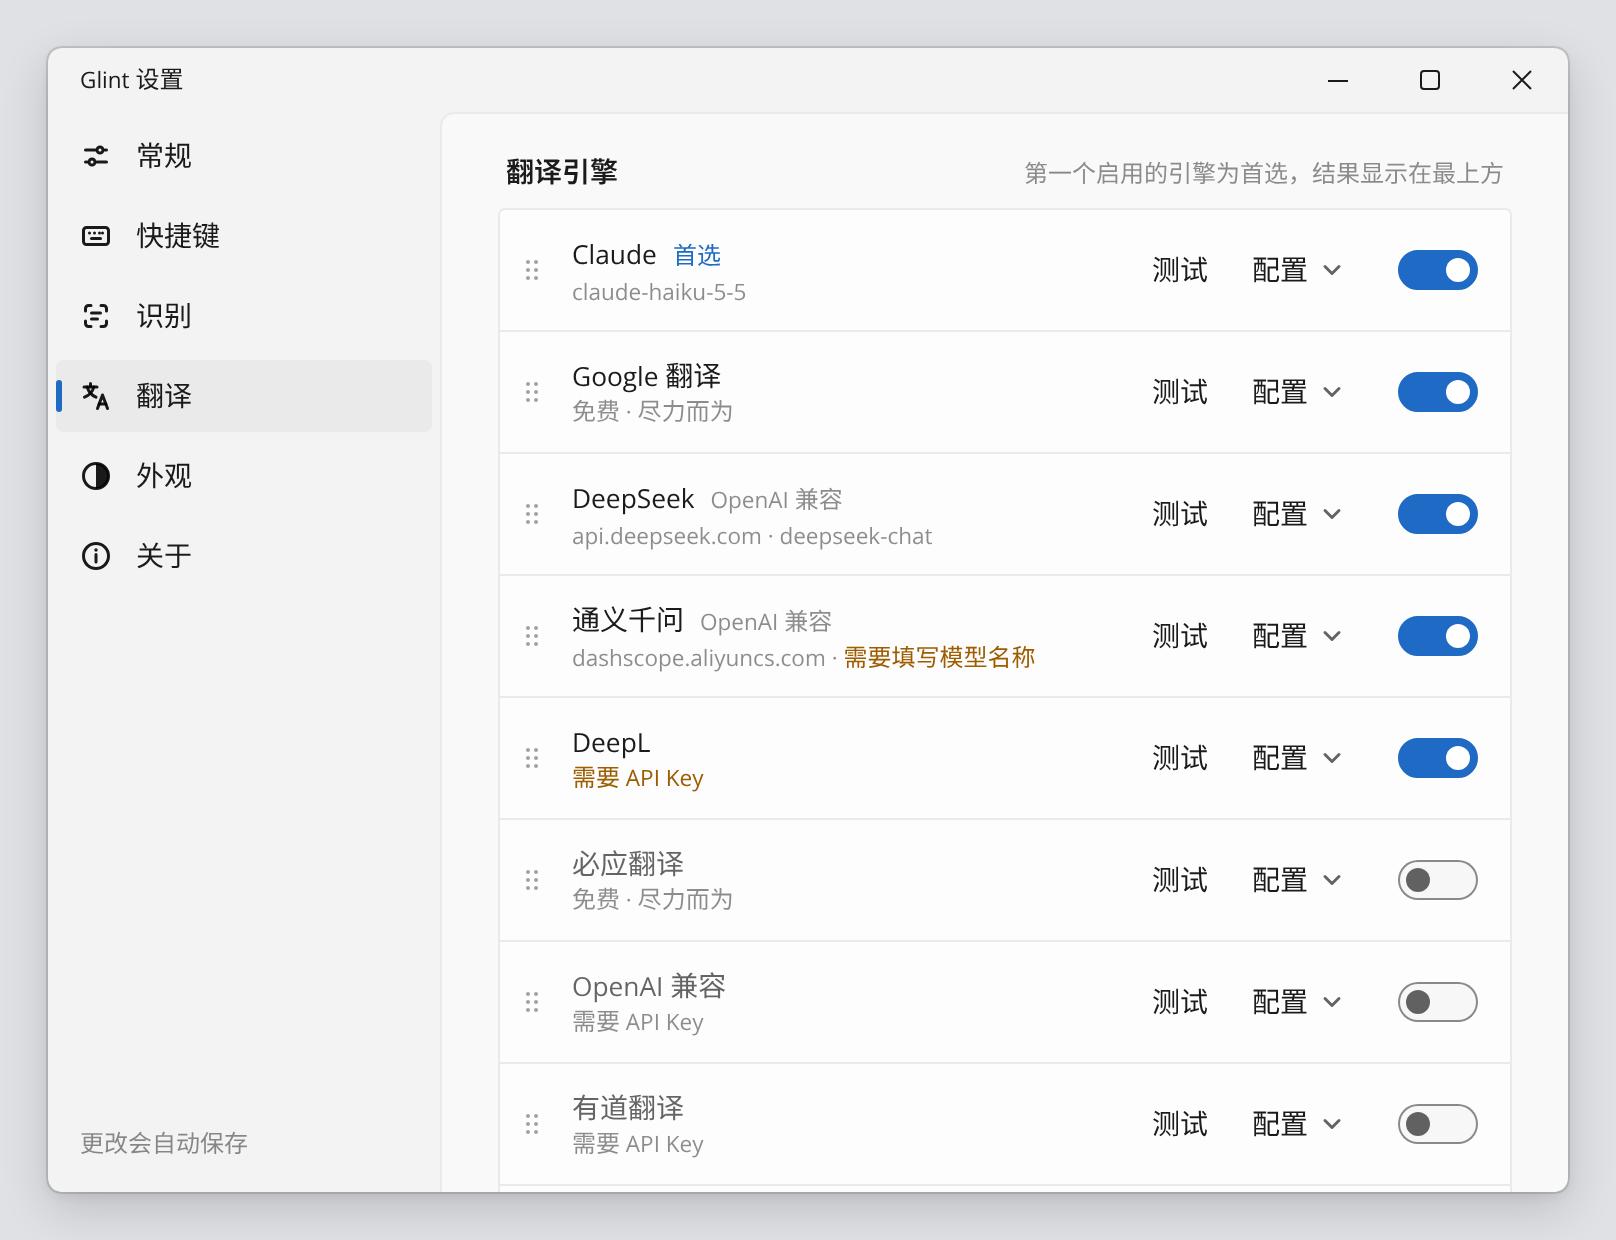 Glint 设置
常规
快捷键
识别
翻译
外观
关于
更改会自动保存
翻译引擎
第一个启用的引擎为首选，结果显示在最上方
Claude 首选
claude-haiku-5-5
测试 配置
Google 翻译
免费 · 尽力而为
测试 配置
DeepSeek OpenAI 兼容
api.deepseek.com · deepseek-chat
测试 配置
通义千问 OpenAI 兼容
dashscope.aliyuncs.com · 需要填写模型名称
测试 配置
DeepL
需要 API Key
测试 配置
必应翻译
免费 · 尽力而为
测试 配置
OpenAI 兼容
需要 API Key
测试 配置
有道翻译
需要 API Key
测试 配置